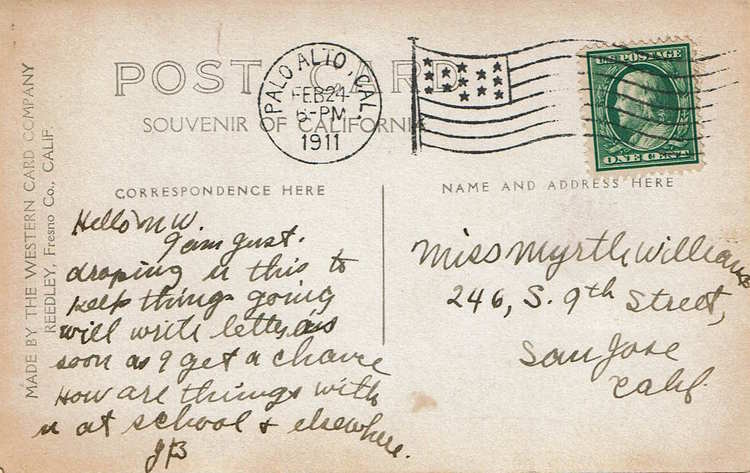 POST CARD
SOUVENIR OF CALIFORNIA
PALO ALTO, CAL.
FEB 24
6-PM
1911
U.S. POSTAGE
ONE CENT
MADE BY THE WESTERN CARD COMPANY
REEDLEY, Fresno Co., CALIF.
CORRESPONDENCE HERE
Hello M W.
I am gust.
droping u this to
keep things going
will write letter as
soon as I get a chance
How are things with
u at school & elsewhere.
JB
NAME AND ADDRESS HERE
Miss Myrtle Williams
246, S. 9th Street,
San Jose
Calif.